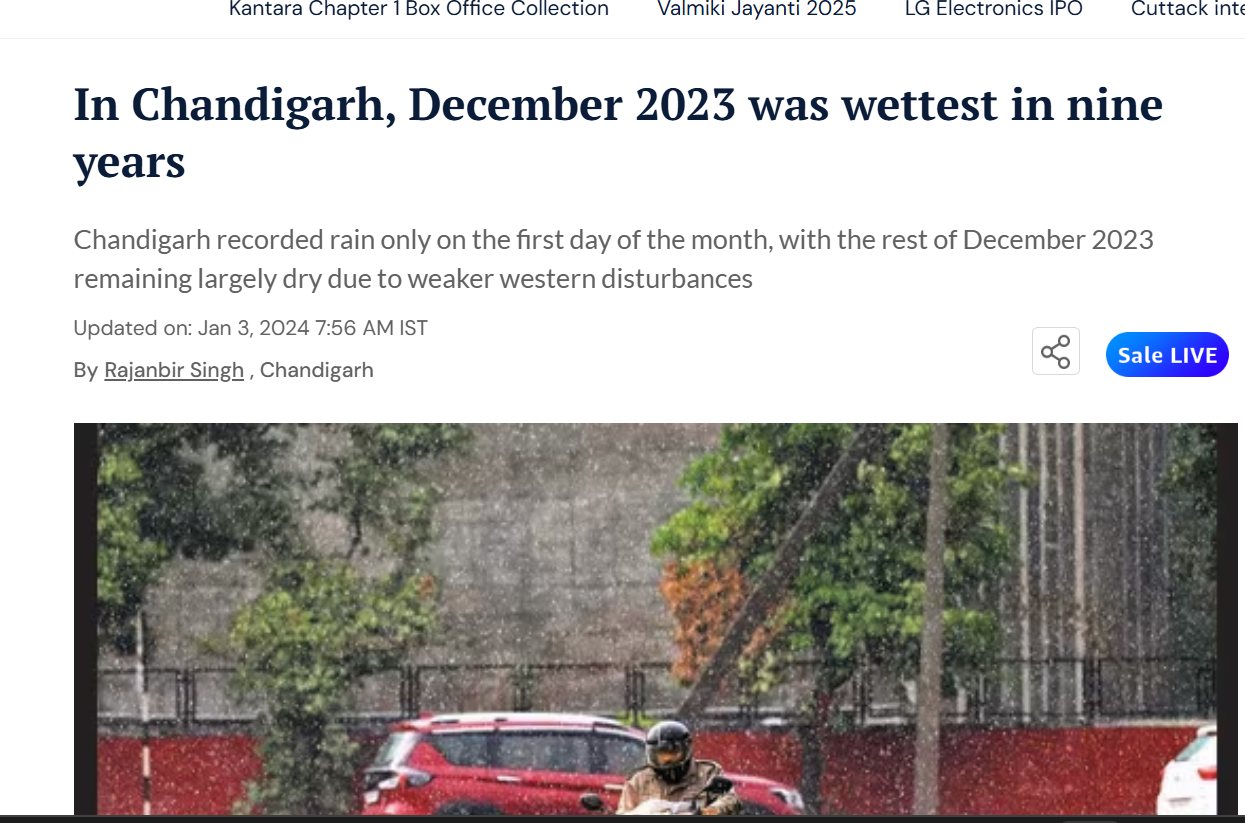 Kantara Chapter 1 Box Office Collection Valmiki Jayanti 2025 LG Electronics IPO Cuttack inte
In Chandigarh, December 2023 was wettest in nine
years
Chandigarh recorded rain only on the first day of the month, with the rest of December 2023
remaining largely dry due to weaker western disturbances
Updated on: Jan 3, 2024 7:56 AM IST
By Rajanbir Singh , Chandigarh
Sale LIVE